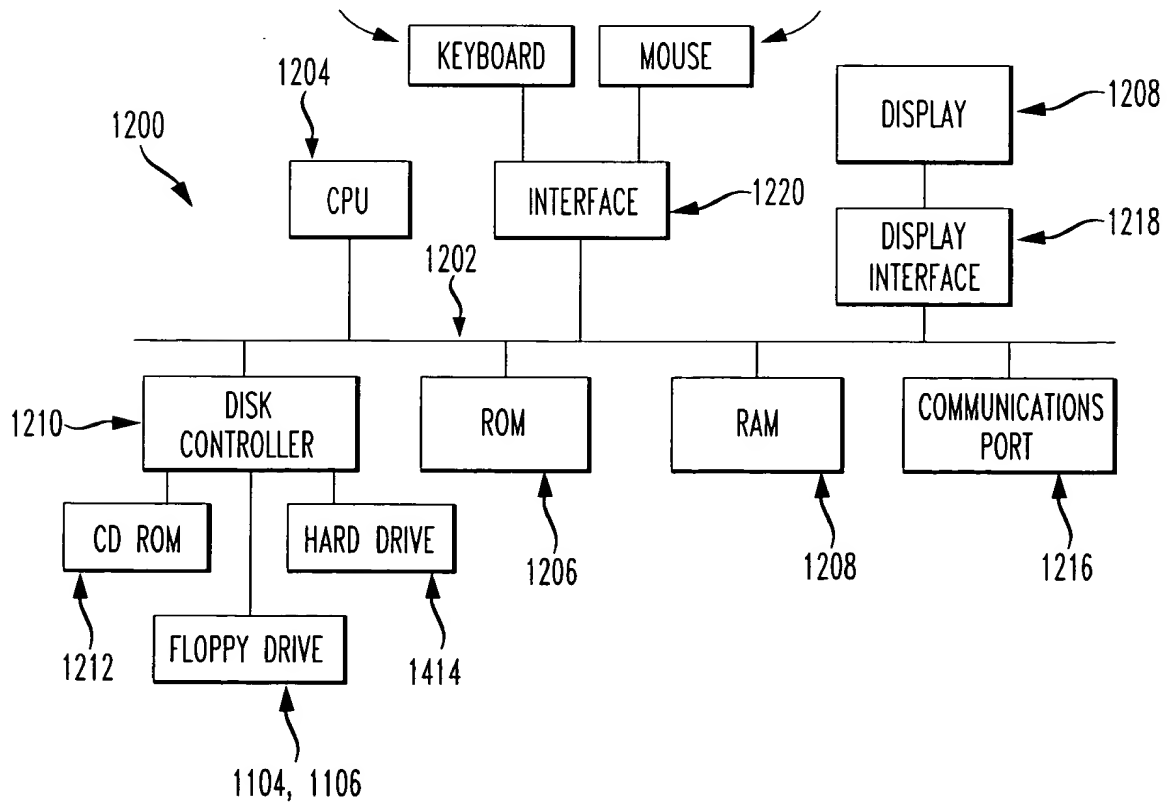 KEYBOARD
MOUSE
1204
1208
DISPLAY
1200
CPU
INTERFACE
1220
1218
DISPLAY
INTERFACE
1202
DISK
CONTROLLER
1210
ROM
RAM
COMMUNICATIONS
PORT
CD ROM
HARD DRIVE
1206
1208
1216
1212
FLOPPY DRIVE
1414
1104, 1106